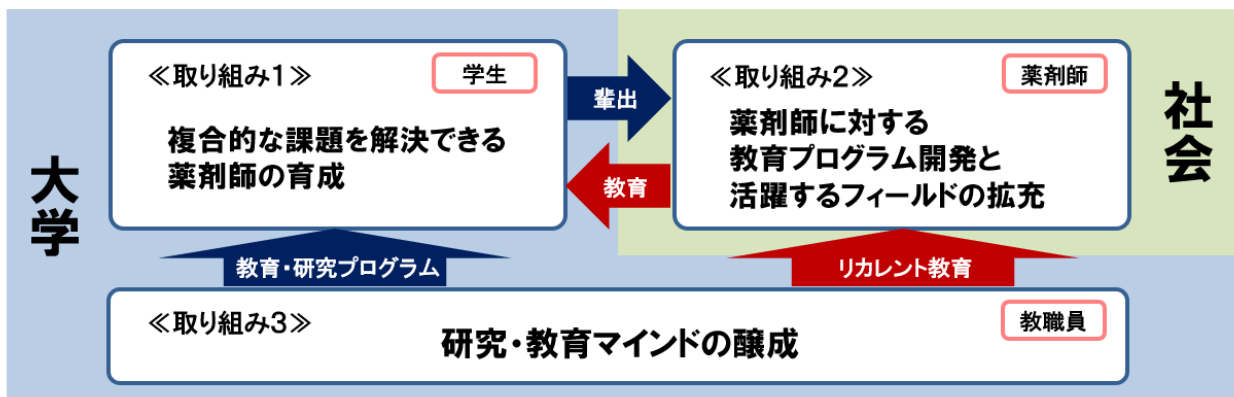 大学
≪取り組み1≫
学生
複合的な課題を解決できる
薬剤師の育成
輩出
教育
≪取り組み2≫
薬剤師
薬剤師に対する
教育プログラム開発と
活躍するフィールドの拡充
社会
教育・研究プログラム
リカレント教育
≪取り組み3≫
教職員
研究・教育マインドの醸成